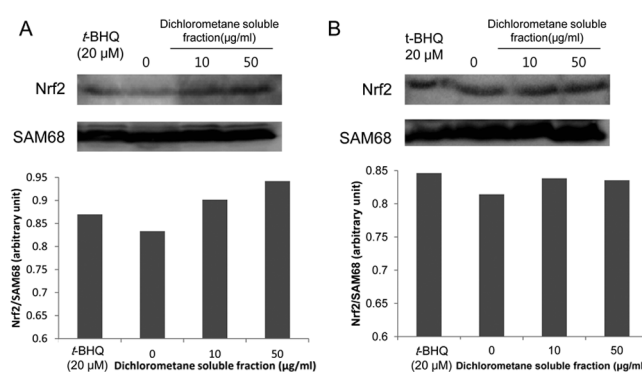 A
t-BHQ
(20 µM)
Dichlorometane soluble
fraction(µg/ml)
0 10 50
Nrf2
SAM68
Nrf2/SAM68 (arbitrary unit)
0.95
0.9
0.85
0.8
0.75
0.7
0.65
0.6
t-BHQ
(20 µM)
0 10 50
Dichlorometane soluble fraction (µg/ml)
B
t-BHQ
20 µM
Dichlorometane soluble
fraction(µg/ml)
0 10 50
Nrf2
SAM68
Nrf2/SAM68 (arbitrary unit)
0.85
0.8
0.75
0.7
0.65
0.6
t-BHQ
(20 µM)
0 10 50
Dichlorometane soluble fraction (µg/ml)